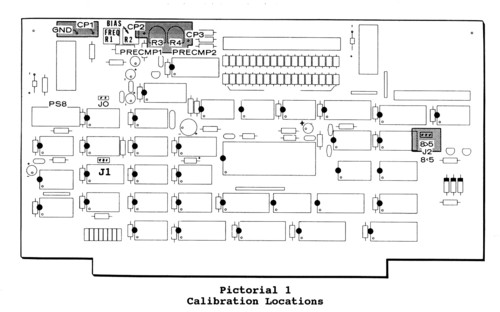 GND CP1 BIAS CP2 CP3
FREQ
R1 R2 R3 R4
PRECMP1 PRECMP2
PS8 J0
8>5
J2
8·5
J1
Pictorial 1
Calibration Locations